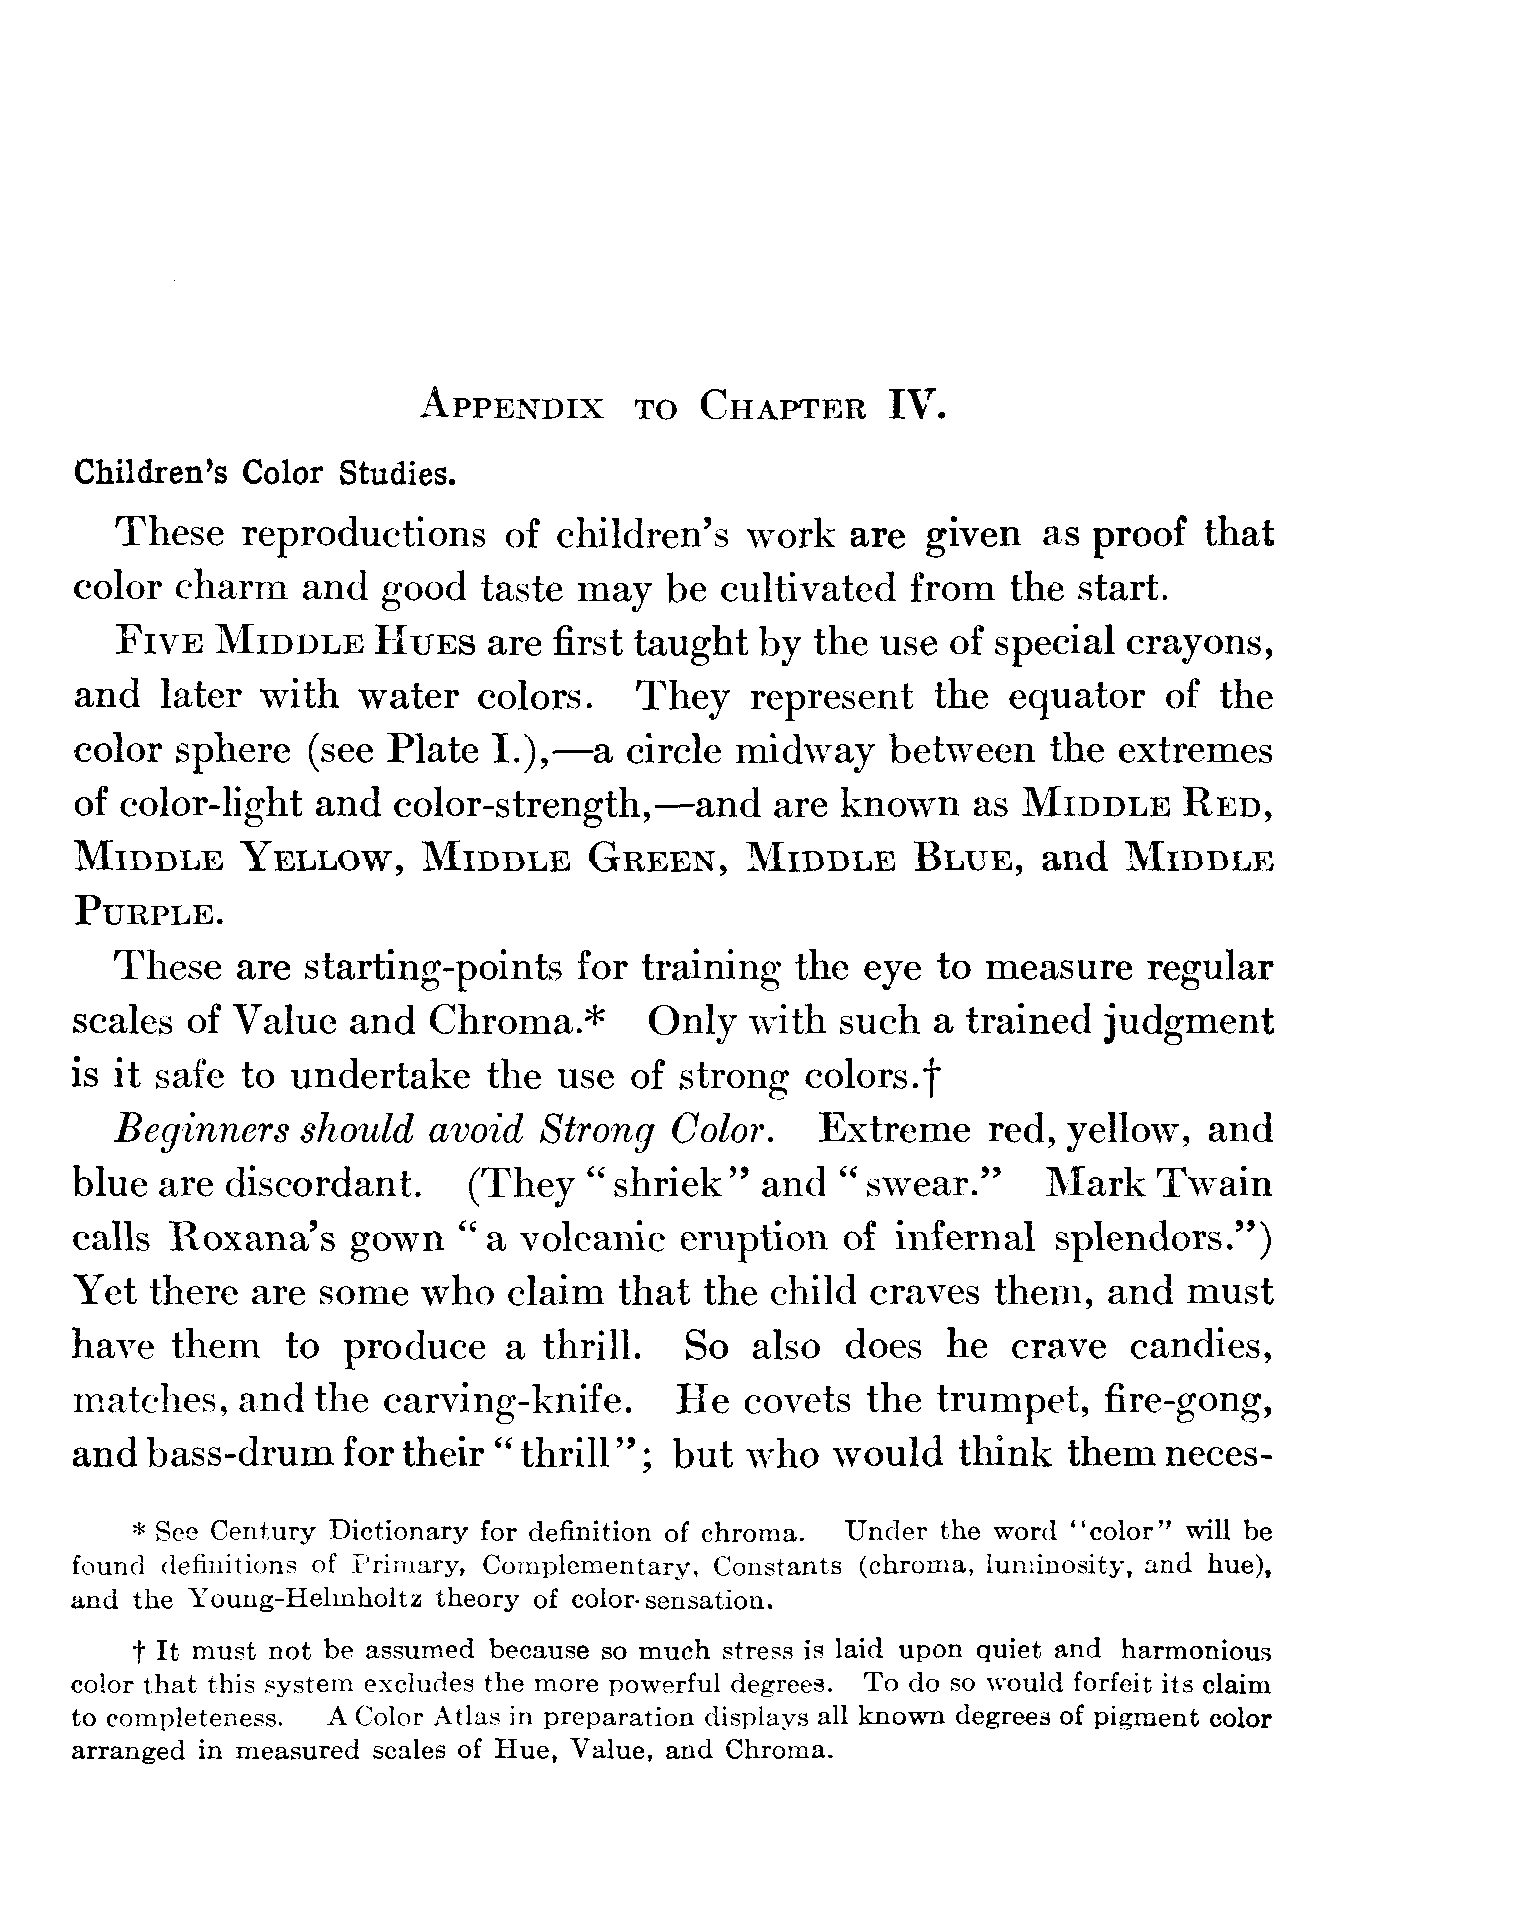 APPENDIX TO CHAPTER IV.
Children's Color Studies.
These reproductions of children's work are given as proof that
color charm and good taste may be cultivated from the start.
FIVE MIDDLE HUES are first taught by the use of special crayons,
and later with water colors. They represent the equator of the
color sphere (see Plate I.),—a circle midway between the extremes
of color-light and color-strength,—and are known as MIDDLE RED,
MIDDLE YELLOW, MIDDLE GREEN, MIDDLE BLUE, and MIDDLE
PURPLE.
These are starting-points for training the eye to measure regular
scales of Value and Chroma.* Only with such a trained judgment
is it safe to undertake the use of strong colors.†
Beginners should avoid Strong Color. Extreme red, yellow, and
blue are discordant. (They "shriek" and "swear." Mark Twain
calls Roxana's gown "a volcanic eruption of infernal splendors.")
Yet there are some who claim that the child craves them, and must
have them to produce a thrill. So also does he crave candies,
matches, and the carving-knife. He covets the trumpet, fire-gong,
and bass-drum for their "thrill"; but who would think them neces-
* See Century Dictionary for definition of chroma. Under the word "color" will be
found definitions of Primary, Complementary, Constants (chroma, luminosity, and hue),
and the Young-Helmholtz theory of color-sensation.
† It must not be assumed because so much stress is laid upon quiet and harmonious
color that this system excludes the more powerful degrees. To do so would forfeit its claim
to completeness. A Color Atlas in preparation displays all known degrees of pigment color
arranged in measured scales of Hue, Value, and Chroma.